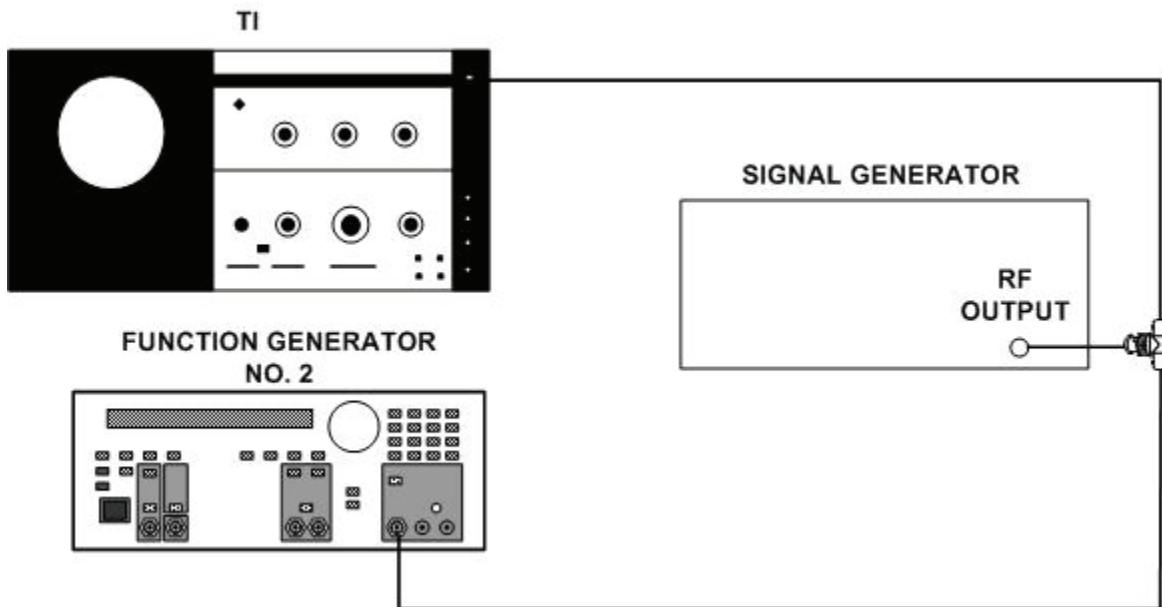 TI
SIGNAL GENERATOR
RF
OUTPUT
FUNCTION GENERATOR
NO. 2